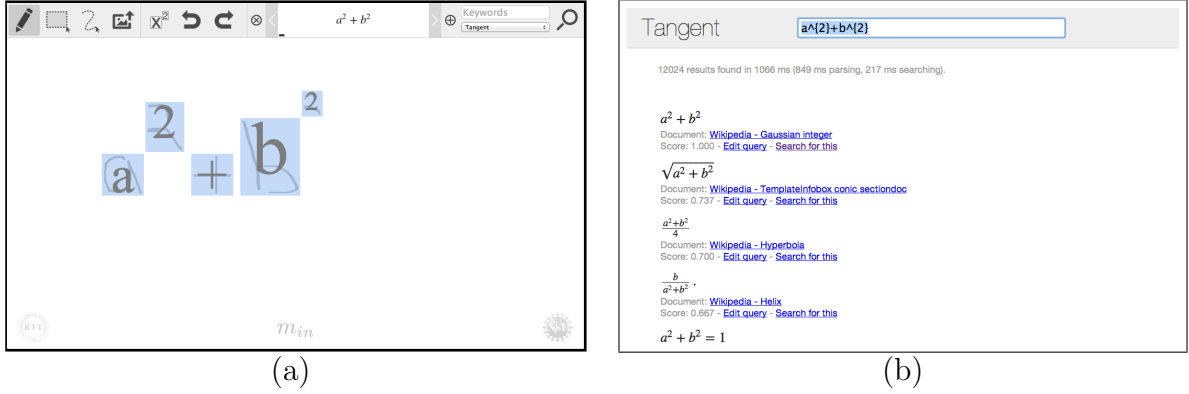 a² + b²
Keywords
Tangent
a² + b²
RIT
m_in
(a)
Tangent
a^{2}+b^{2}
12024 results found in 1066 ms (849 ms parsing, 217 ms searching).
a² + b²
Document: Wikipedia - Gaussian integer
Score: 1.000 - Edit query - Search for this
√(a² + b²)
Document: Wikipedia - TemplateInfobox conic sectiondoc
Score: 0.737 - Edit query - Search for this
(a²+b²)/4
Document: Wikipedia - Hyperbola
Score: 0.700 - Edit query - Search for this
b/(a²+b²) .
Document: Wikipedia - Helix
Score: 0.667 - Edit query - Search for this
a² + b² = 1
(b)